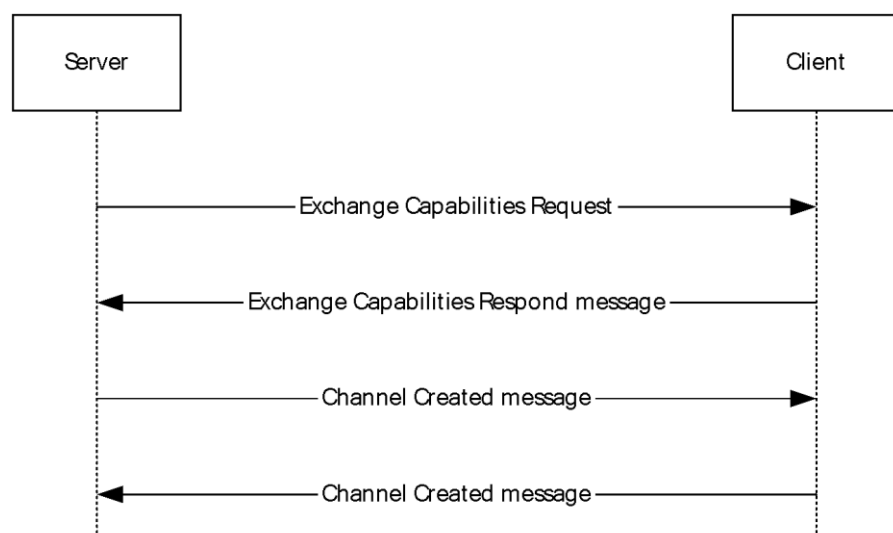 Server
Client
Exchange Capabilities Request
Exchange Capabilities Respond message
Channel Created message
Channel Created message